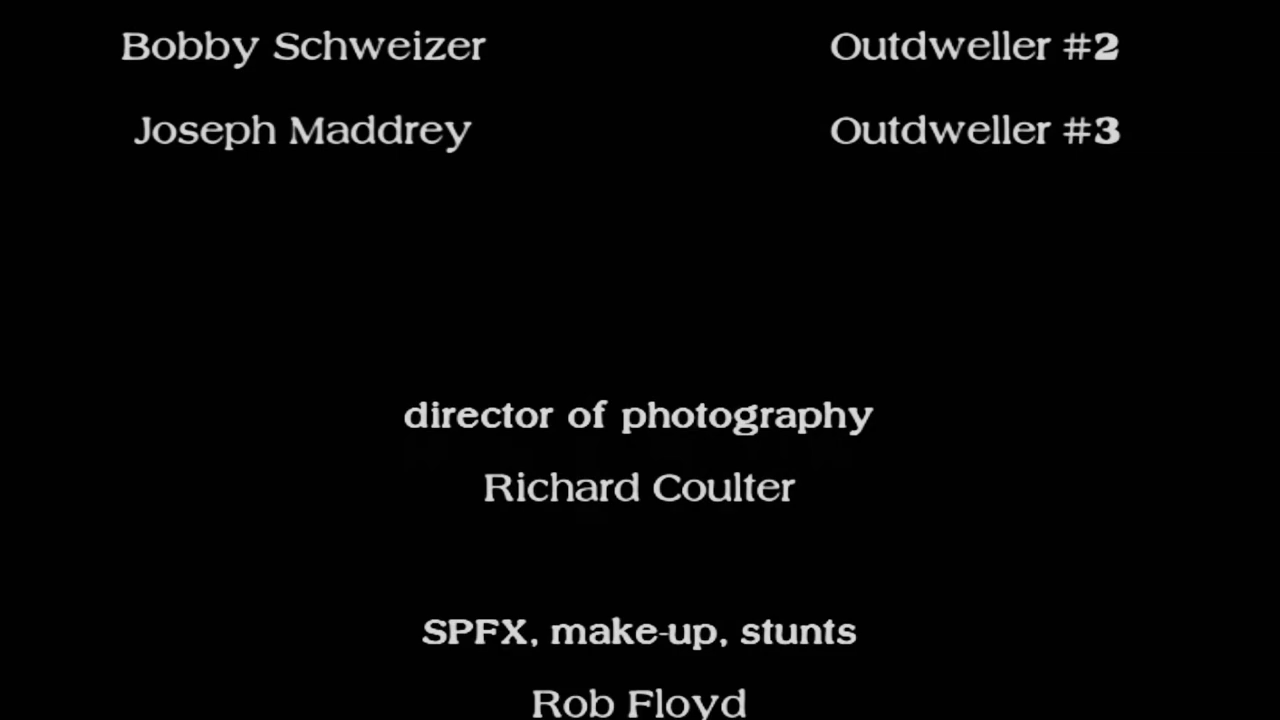 Bobby Schweizer Outdweller #2
Joseph Maddrey Outdweller #3
director of photography
Richard Coulter
SPFX, make-up, stunts
Rob Floyd